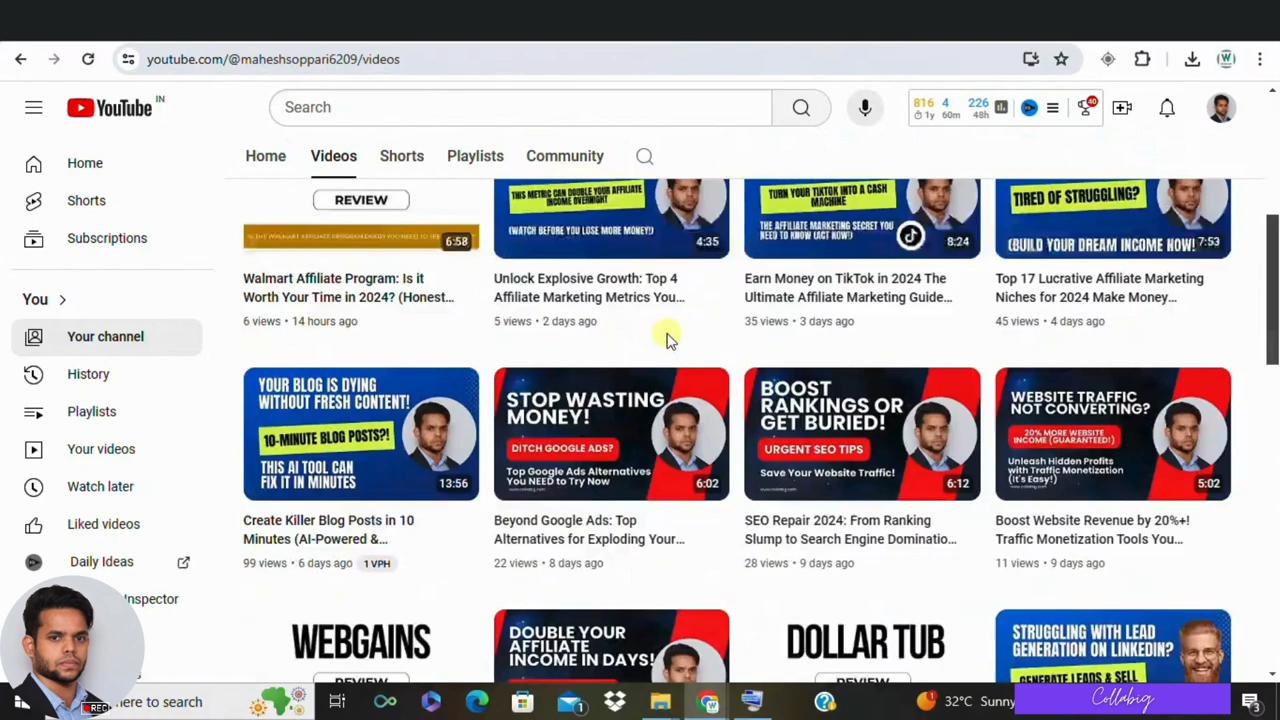 youtube.com/@maheshsoppari6209/videos
YouTube IN
Search
816 4 226
1y 60m 48h
40
Home
Videos
Shorts
Playlists
Community
Home
Shorts
Subscriptions
You
Your channel
History
Playlists
Your videos
Watch later
Liked videos
Daily Ideas
Inspector
REVIEW
6:58
Walmart Affiliate Program: Is it
Worth Your Time in 2024? (Honest...
6 views • 14 hours ago
THIS METRIC CAN DOUBLE YOUR AFFILIATE
INCOME OVERNIGHT
(WATCH BEFORE YOU LOSE MORE MONEY!)
4:35
Unlock Explosive Growth: Top 4
Affiliate Marketing Metrics You...
5 views • 2 days ago
TURN YOUR TIKTOK INTO A CASH
MACHINE
THE AFFILIATE MARKETING SECRET YOU
NEED TO KNOW (ACT NOW!)
8:24
Earn Money on TikTok in 2024 The
Ultimate Affiliate Marketing Guide...
35 views • 3 days ago
TIRED OF STRUGGLING?
(BUILD YOUR DREAM INCOME NOW!
7:53
Top 17 Lucrative Affiliate Marketing
Niches for 2024 Make Money...
45 views • 4 days ago
YOUR BLOG IS DYING
WITHOUT FRESH CONTENT!
10-MINUTE BLOG POSTS?!
THIS AI TOOL CAN
FIX IT IN MINUTES
13:56
Create Killer Blog Posts in 10
Minutes (AI-Powered &...
99 views • 6 days ago 1 VPH
STOP WASTING
MONEY!
DITCH GOOGLE ADS?
Top Google Ads Alternatives
You NEED to Try Now
6:02
Beyond Google Ads: Top
Alternatives for Exploding Your...
22 views • 8 days ago
BOOST
RANKINGS OR
GET BURIED!
URGENT SEO TIPS
Save Your Website Traffic!
6:12
SEO Repair 2024: From Ranking
Slump to Search Engine Dominatio...
28 views • 9 days ago
WEBSITE TRAFFIC
NOT CONVERTING?
20% MORE WEBSITE
INCOME (GUARANTEED!)
Unleash Hidden Profits
with Traffic Monetization
(It's Easy!)
5:02
Boost Website Revenue by 20%+!
Traffic Monetization Tools You...
11 views • 9 days ago
WEBGAINS
REVIEW
DOUBLE YOUR
AFFILIATE
INCOME IN DAYS!
DOLLAR TUB
REVIEW
STRUGGLING WITH LEAD
GENERATION ON LINKEDIN?
GENERATE LEADS & SELL
REC
here to search
1
32°C Sunny
Collabig
3